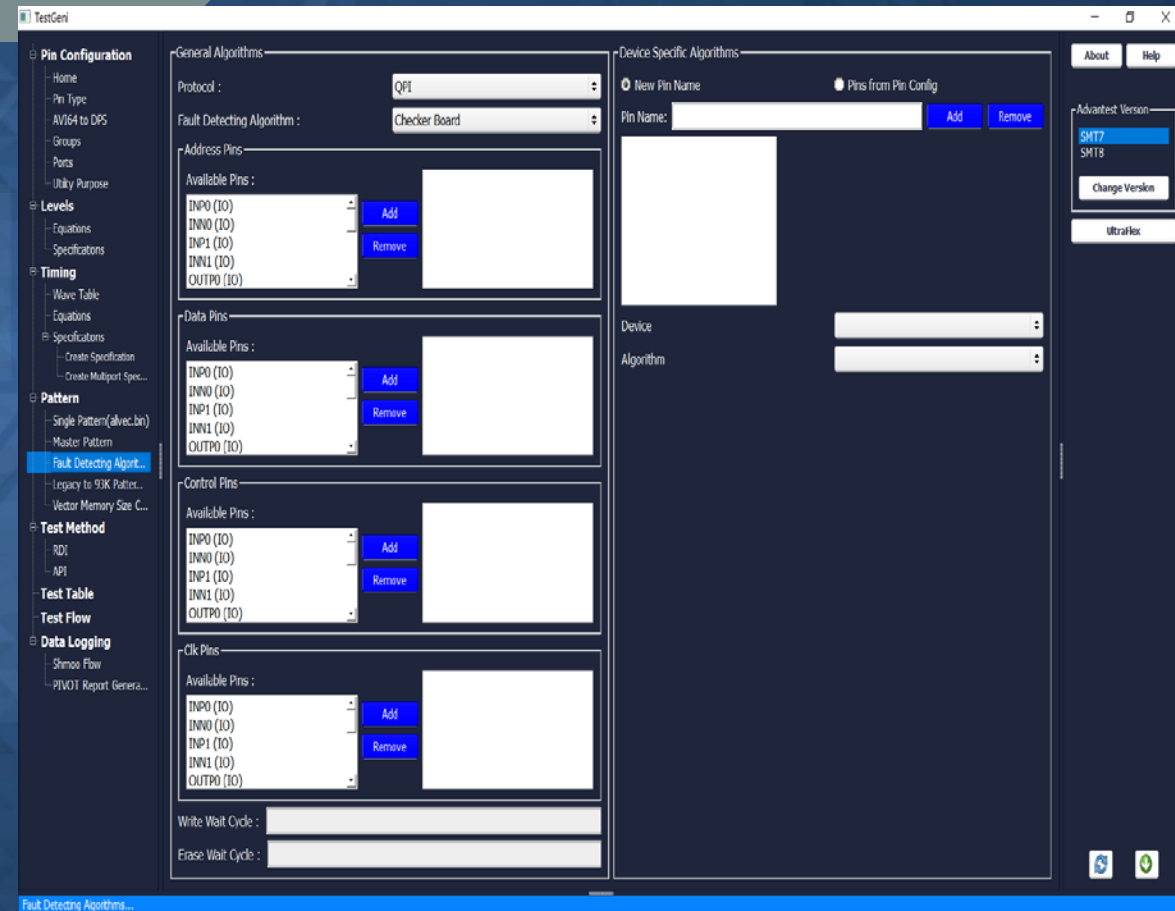 TestGeni
Pin Configuration
Home
Pin Type
AVI64 to DPS
Groups
Ports
Utility Purpose
Levels
Equations
Specifications
Timing
Wave Table
Equations
Specifications
Create Specification
Create Multiport Spec...
Pattern
Single Pattern(alvec.bin)
Master Pattern
Fault Detecting Algorit...
Legacy to 93K Patter...
Vector Memory Size C...
Test Method
RDI
API
Test Table
Test Flow
Data Logging
Shmoo Flow
PIVOT Report Genera...
General Algorithms
Protocol : QPI
Fault Detecting Algorithm : Checker Board
Address Pins
Available Pins :
INP0 (IO)
INN0 (IO)
INP1 (IO)
INN1 (IO)
OUTP0 (IO)
Add
Remove
Data Pins
Available Pins :
INP0 (IO)
INN0 (IO)
INP1 (IO)
INN1 (IO)
OUTP0 (IO)
Add
Remove
Control Pins
Available Pins :
INP0 (IO)
INN0 (IO)
INP1 (IO)
INN1 (IO)
OUTP0 (IO)
Add
Remove
Clk Pins
Available Pins :
INP0 (IO)
INN0 (IO)
INP1 (IO)
INN1 (IO)
OUTP0 (IO)
Add
Remove
Write Wait Cycle :
Erase Wait Cycle :
Device Specific Algorithms
New Pin Name Pins from Pin Config
Pin Name: Add Remove
Device
Algorithm
About Help
Advantest Version
SMT7
SMT8
Change Version
UltraFlex
Fault Detecting Algorithms...